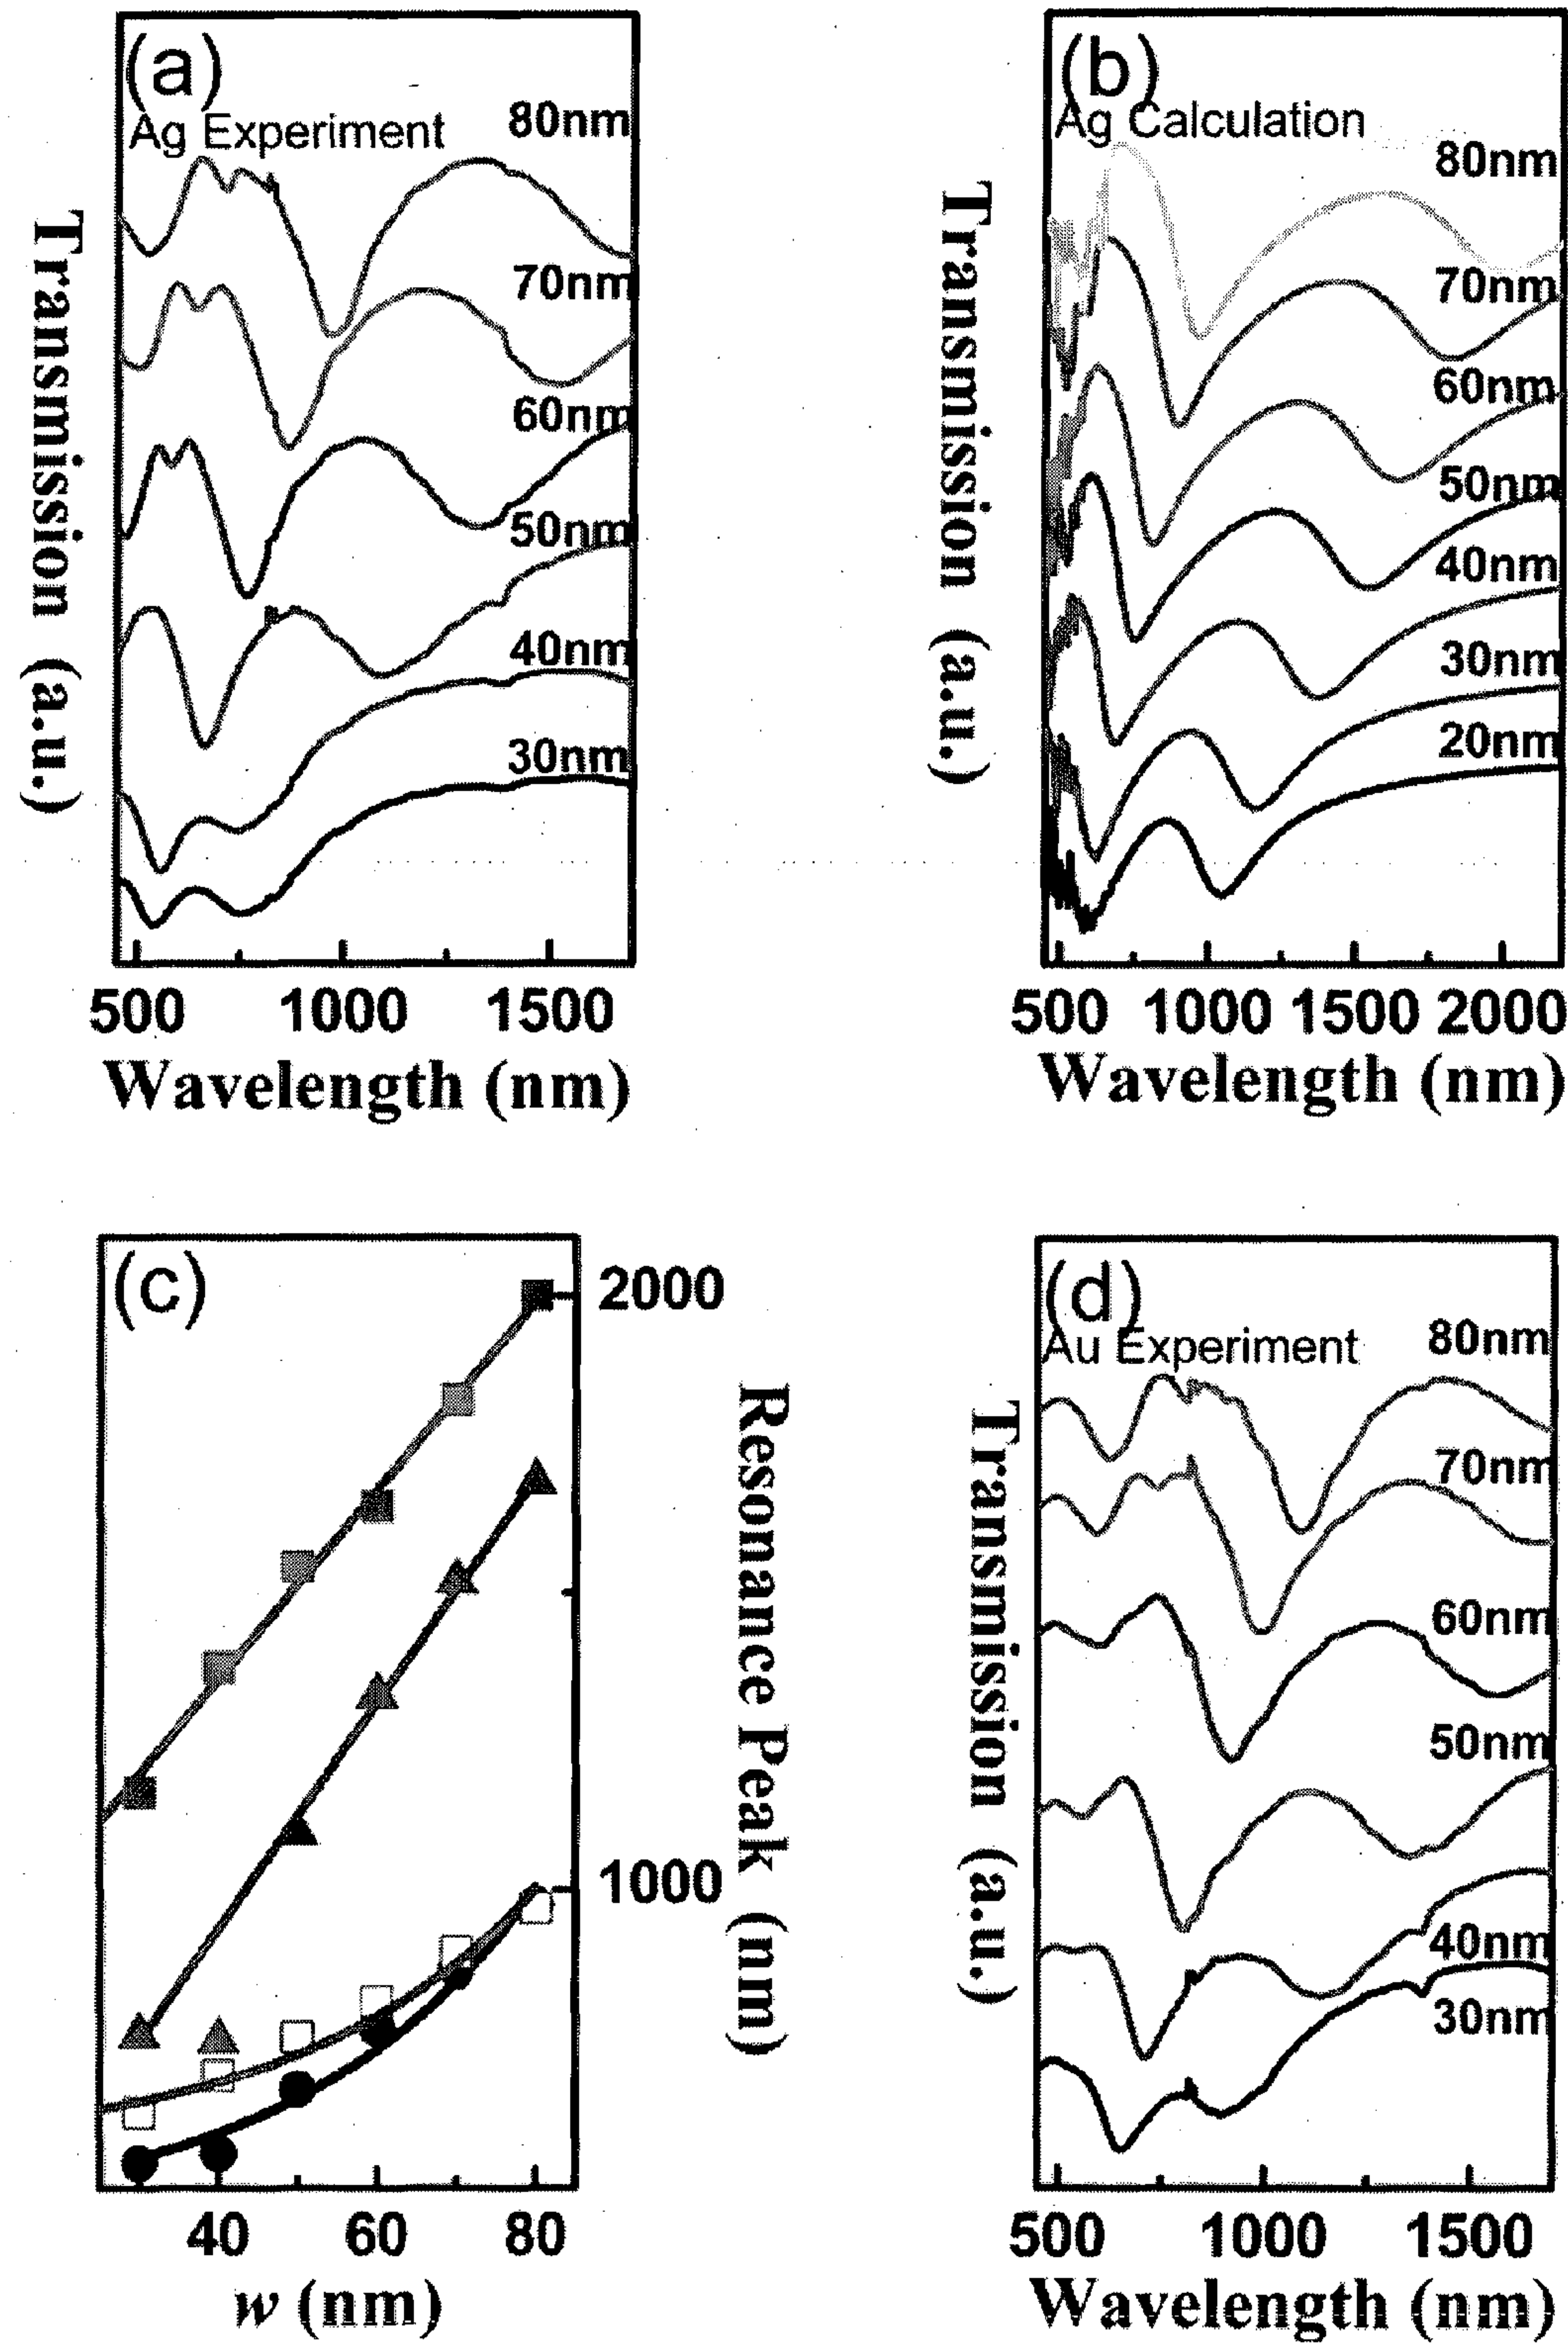 (a)
Ag Experiment
80nm
70nm
60nm
50nm
40nm
30nm
Transmission (a.u.)
500 1000 1500
Wavelength (nm)
(b)
Ag Calculation
80nm
70nm
60nm
50nm
40nm
30nm
20nm
Transmission (a.u.)
500 1000 1500 2000
Wavelength (nm)
(c)
2000
1000
Resonance Peak (nm)
40 60 80
w (nm)
(d)
Au Experiment
80nm
70nm
60nm
50nm
40nm
30nm
Transmission (a.u.)
500 1000 1500
Wavelength (nm)